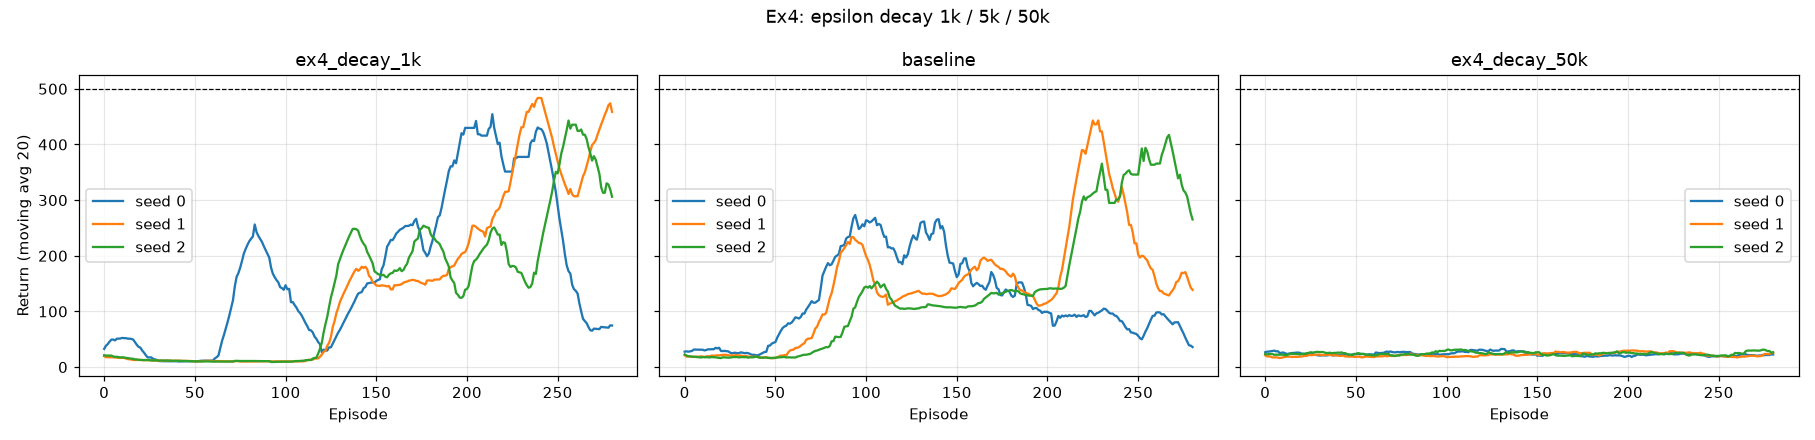 Ex4: epsilon decay 1k / 5k / 50k
ex4_decay_1k
Return (moving avg 20)
500
400
300
200
100
0
seed 0
seed 1
seed 2
0 50 100 150 200 250
Episode
baseline
seed 0
seed 1
seed 2
0 50 100 150 200 250
Episode
ex4_decay_50k
seed 0
seed 1
seed 2
0 50 100 150 200 250
Episode